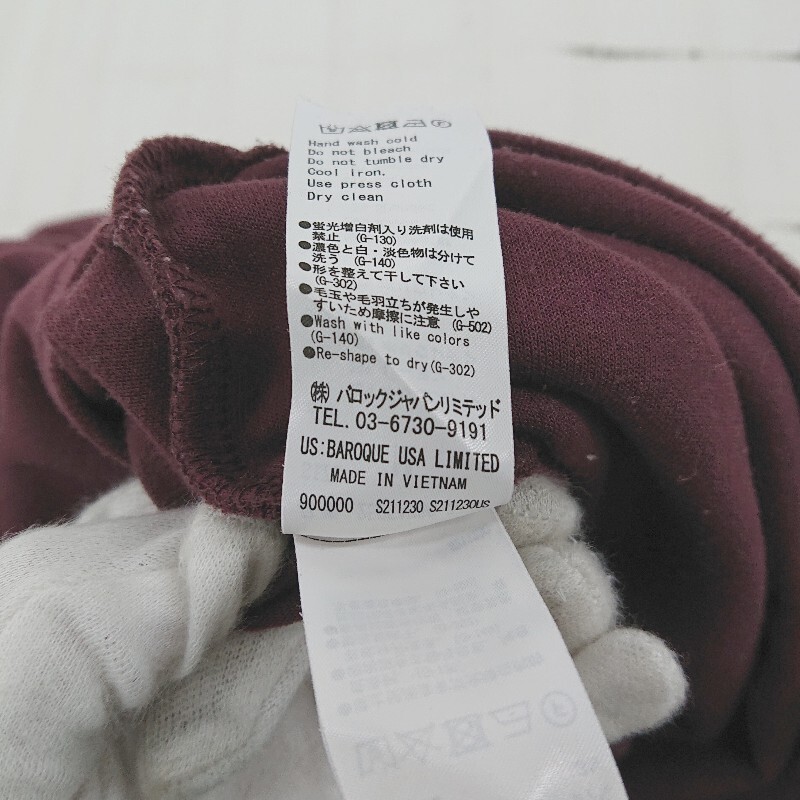 Hand wash cold
Do not bleach
Do not tumble dry
Cool iron.
Use press cloth
Dry clean
●蛍光増白剤入り洗剤は使用
禁止 (G-130)
●濃色と白・淡色物は分けて
洗う (G-140)
●形を整えて干して下さい
(G-302)
●毛玉や毛羽立ちが発生しや
すいため摩擦に注意 (G-502)
●Wash with like colors
(G-140)
●Re-shape to dry(G-302)
㈱ バロックジャパンリミテッド
TEL. 03-6730-9191
US:BAROQUE USA LIMITED
MADE IN VIETNAM
900000 S211230 S211230US